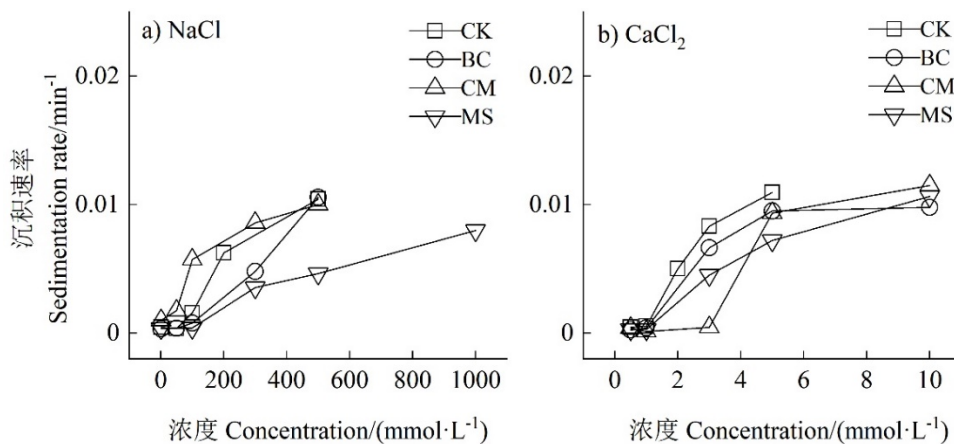 a) NaCl
CK
BC
CM
MS
0.02
0.01
0
0 200 400 600 800 1000
浓度 Concentration/(mmol·L⁻¹)
沉积速率
Sedimentation rate/min⁻¹
b) CaCl₂
CK
BC
CM
MS
0.02
0.01
0
0 2 4 6 8 10
浓度 Concentration/(mmol·L⁻¹)